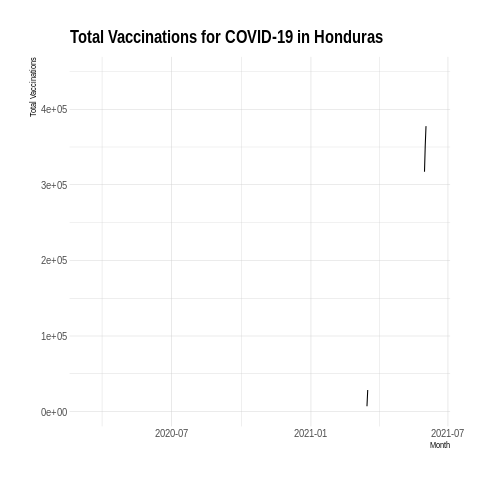 Total Vaccinations for COVID-19 in Honduras
Total Vaccinations
4e+05
3e+05
2e+05
1e+05
0e+00
2020-07 2021-01 2021-07
Month